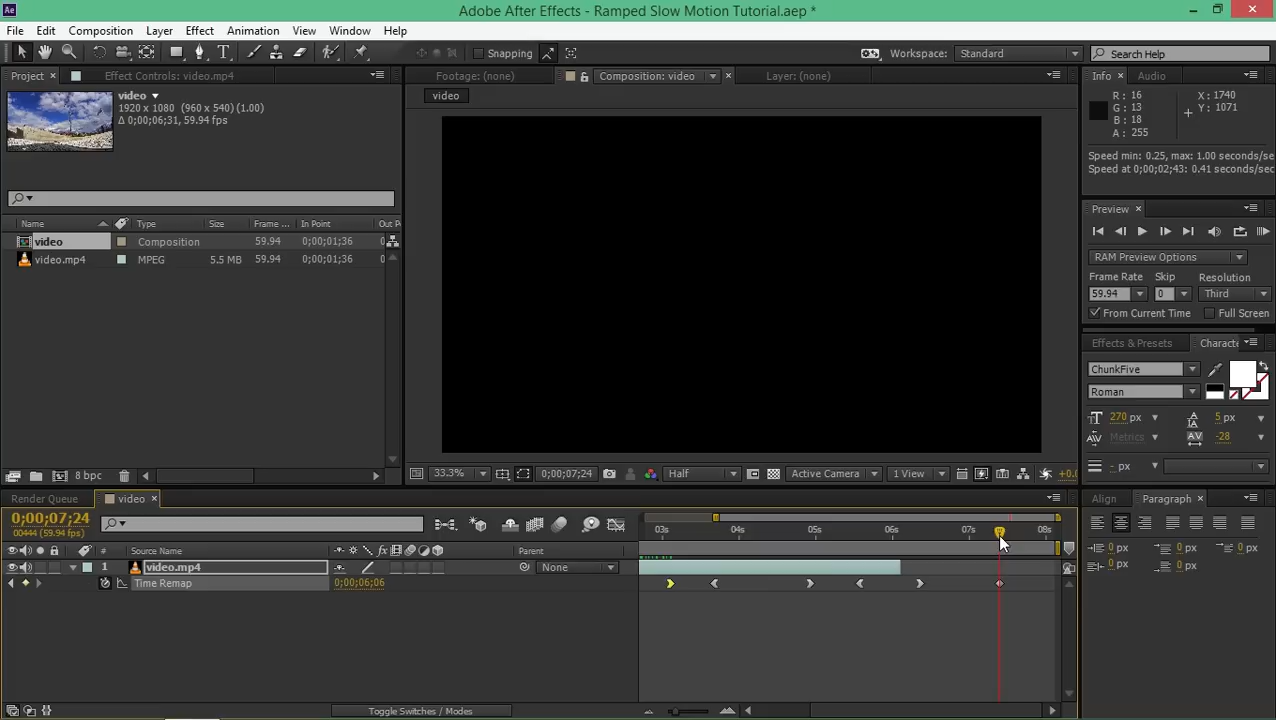 Ae Adobe After Effects - Ramped Slow Motion Tutorial.aep *
File Edit Composition Layer Effect Animation View Window Help
Snapping Workspace: Standard Search Help
Project Effect Controls: video.mp4
video
1920 x 1080 (960 x 540) (1.00)
Δ 0;00;06;31, 59.94 fps
Name Type Size Frame ... In Point Out P
video Composition 59.94 0;00;01;36
video.mp4 MPEG 5.5 MB 59.94 0;00;01;36
8 bpc
Footage: (none) Composition: video Layer: (none)
video
33.3% 0;00;07;24 Half Active Camera 1 View +0.0
Info Audio
R: 16 X: 1740
G: 13 Y: 1071
B: 18
A: 255
Speed min: 0.25, max: 1.00 seconds/se
Speed at 0;00;02;43: 0.41 seconds/sec
Preview
RAM Preview Options
Frame Rate Skip Resolution
59.94 0 Third
From Current Time Full Screen
Effects & Presets Characte
ChunkFive
Roman
270 px 5 px
Metrics -28
- px
Align Paragraph
0 px 0 px 0 px
0 px 0 px
Render Queue video
0;00;07;24
00444 (59.94 fps)
03s 04s 05s 06s 07s 08s
# Source Name Parent
1 video.mp4 None
Time Remap 0;00;06;06
Toggle Switches / Modes